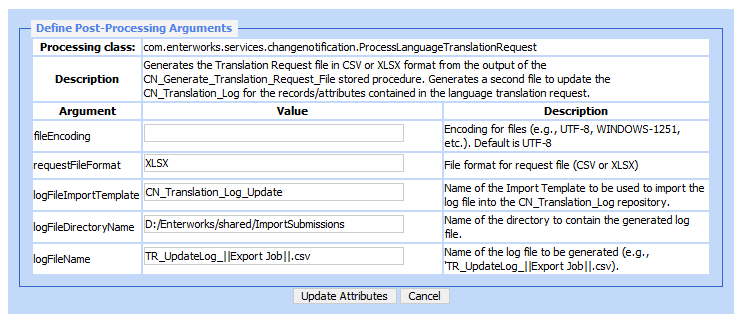 Define Post-Processing Arguments
Processing class: com.enterworks.services.changenotification.ProcessLanguageTranslationRequest
Description
Generates the Translation Request file in CSV or XLSX format from the output of the
CN_Generate_Translation_Request_File stored procedure. Generates a second file to update the
CN_Translation_Log for the records/attributes contained in the language translation request.
Argument Value Description
fileEncoding
Encoding for files (e.g., UTF-8, WINDOWS-1251,
etc.). Default is UTF-8
requestFileFormat XLSX File format for request file (CSV or XLSX)
logFileImportTemplate CN_Translation_Log_Update
Name of the Import Template to be used to import the
log file into the CN_Translation_Log repository.
logFileDirectoryName D:/Enterworks/shared/ImportSubmissions
Name of the directory to contain the generated log
file.
logFileName TR_UpdateLog_||Export Job||.csv
Name of the log file to be generated (e.g.,
'TR_UpdateLog_||Export Job||.csv).
Update Attributes Cancel